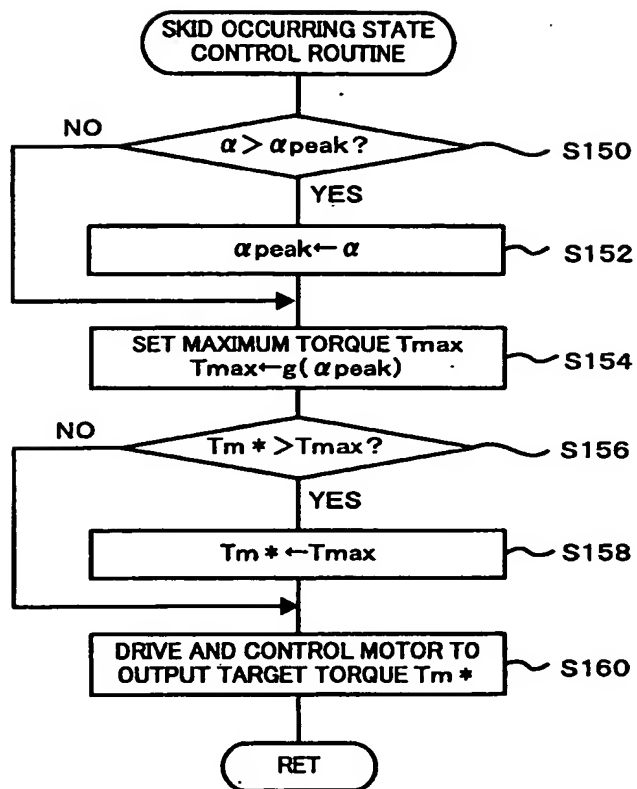 SKID OCCURRING STATE
CONTROL ROUTINE
NO
α > αpeak?
S150
YES
αpeak ← α
S152
SET MAXIMUM TORQUE Tmax
Tmax←g(αpeak)
S154
NO
Tm * >Tmax?
S156
YES
Tm * ←Tmax
S158
DRIVE AND CONTROL MOTOR TO
OUTPUT TARGET TORQUE Tm *
S160
RET